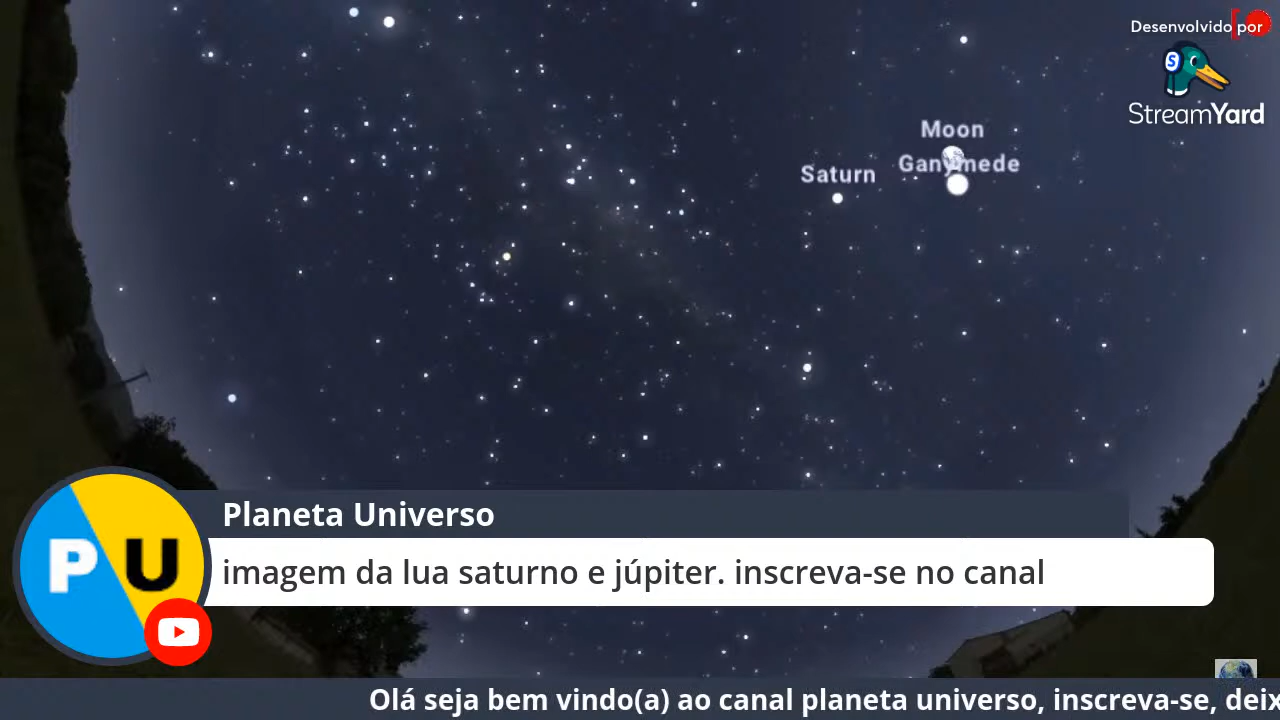 Desenvolvido por
S
StreamYard
Moon
Ganymede
Saturn
Planeta Universo
PU
imagem da lua saturno e júpiter. inscreva-se no canal
Olá seja bem vindo(a) ao canal planeta universo, inscreva-se, deix